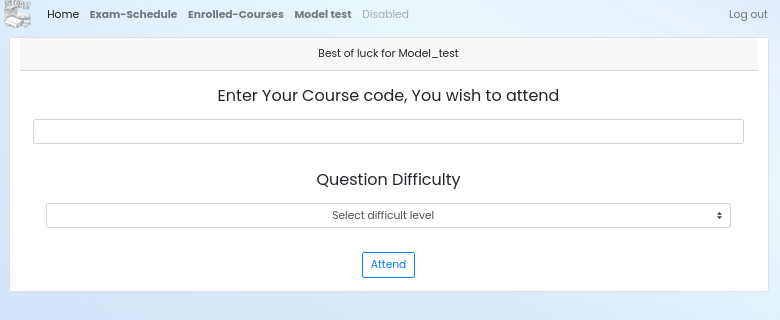 Home Exam-Schedule Enrolled-Courses Model test Disabled Log out
Best of luck for Model_test
Enter Your Course code, You wish to attend
Question Difficulty
Select difficult level
Attend